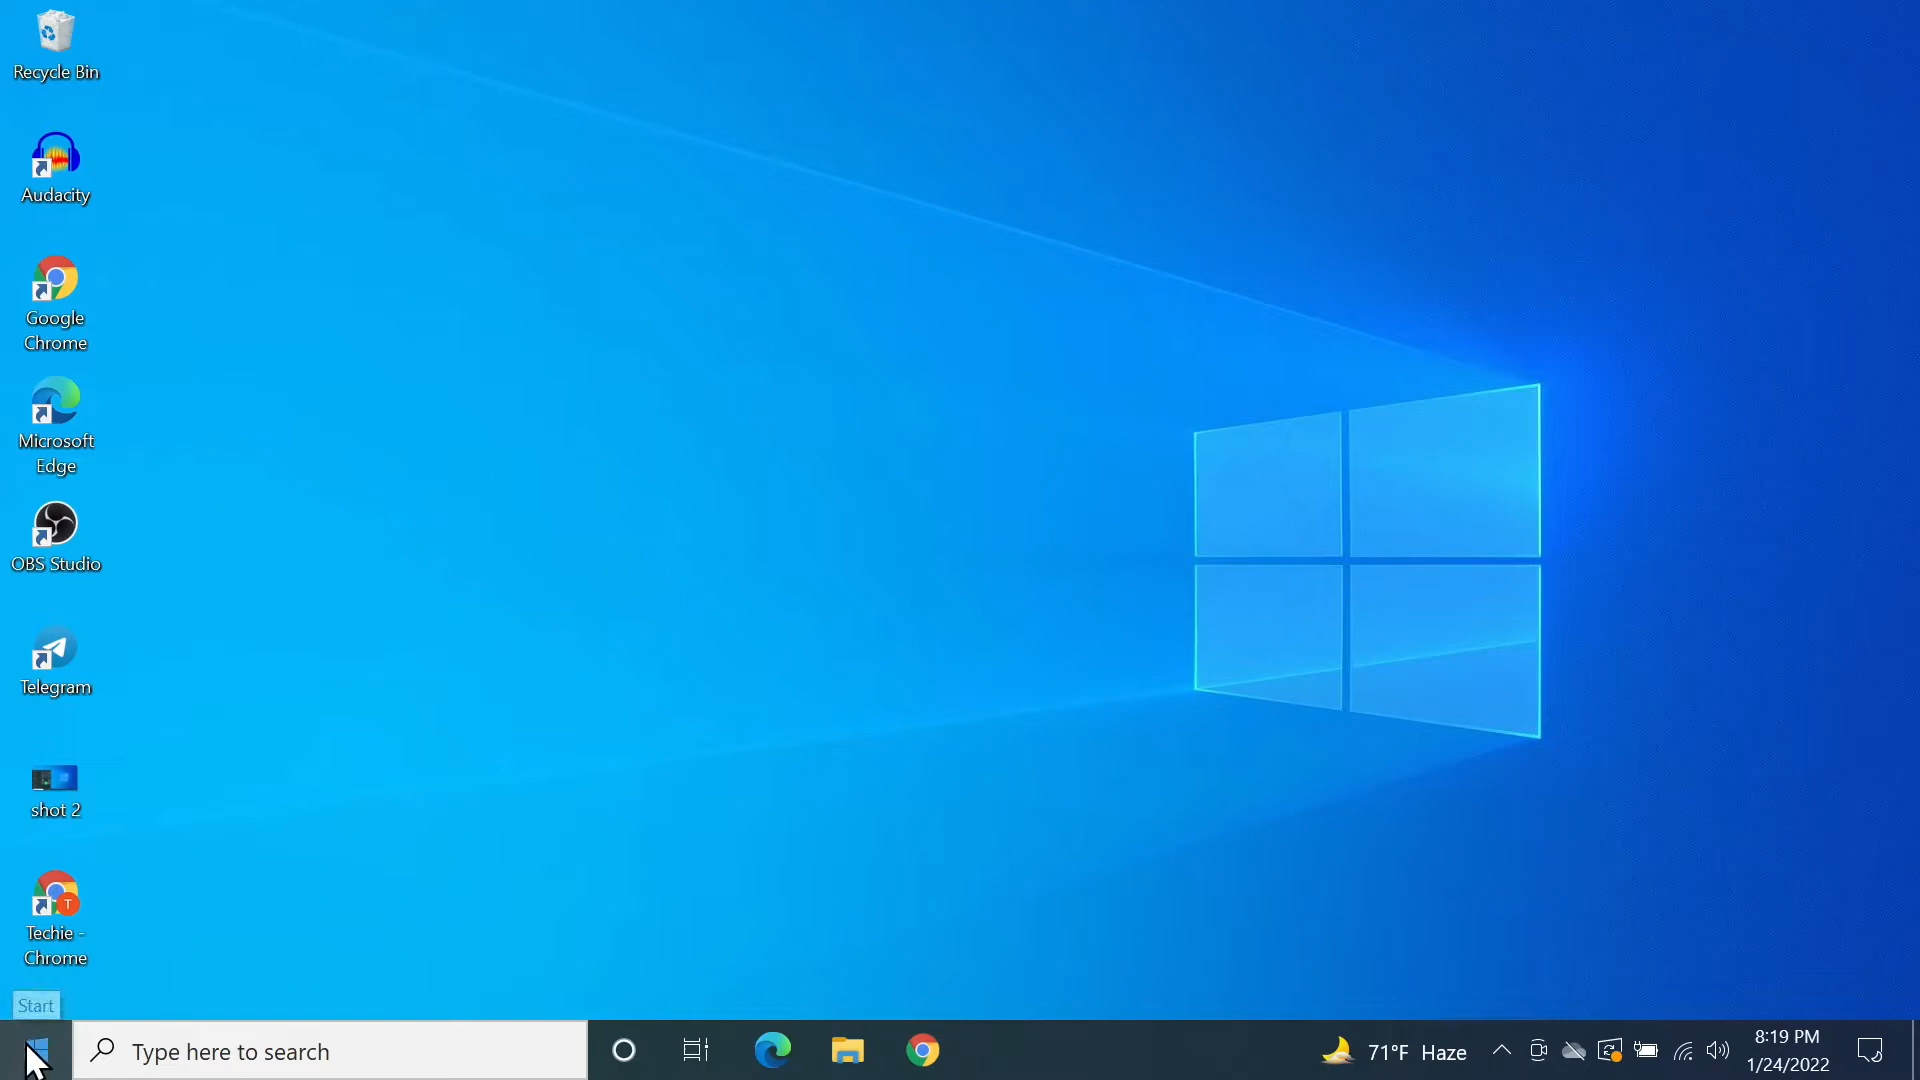 Recycle Bin
Audacity
Google
Chrome
Microsoft
Edge
OBS Studio
Telegram
shot 2
T
Techie -
Chrome
Start
Type here to search
71°F Haze
8:19 PM
1/24/2022